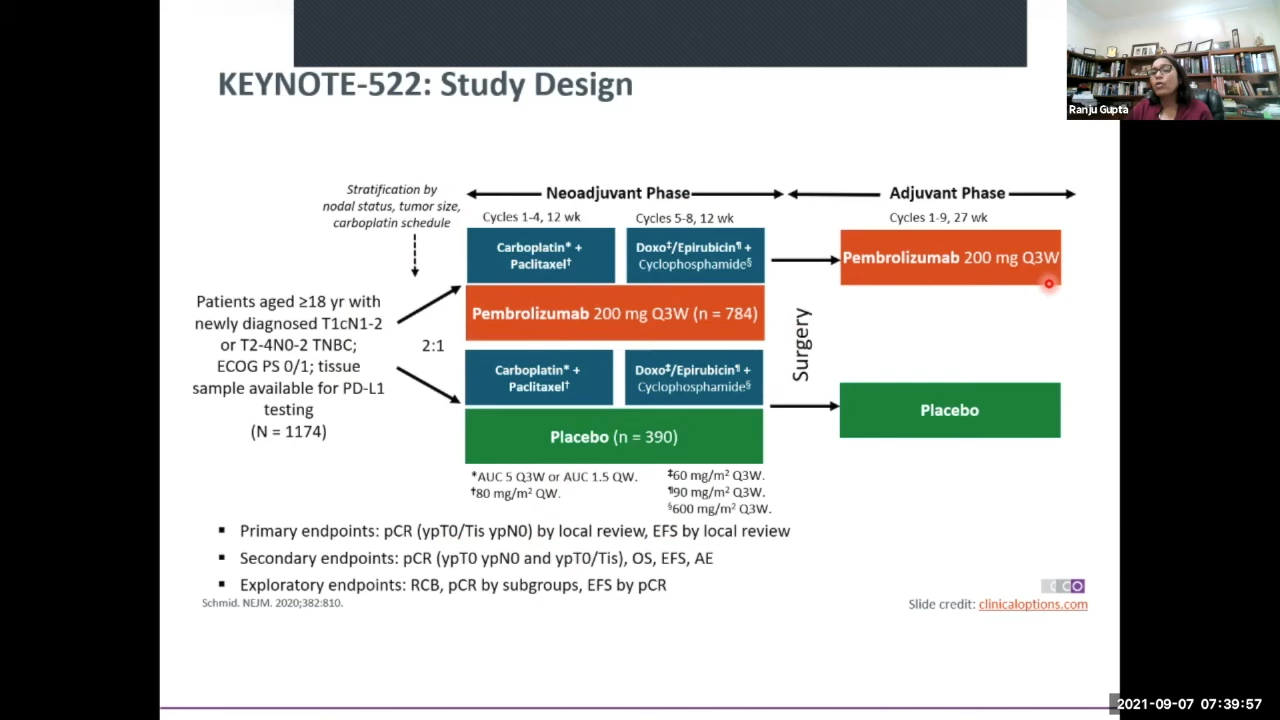 KEYNOTE-522: Study Design
Ranju Gupta
Stratification by
nodal status, tumor size,
carboplatin schedule
Neoadjuvant Phase
Adjuvant Phase
Cycles 1-4, 12 wk
Cycles 5-8, 12 wk
Cycles 1-9, 27 wk
Carboplatin* +
Paclitaxel†
Doxo‡/Epirubicin¶ +
Cyclophosphamide§
Pembrolizumab 200 mg Q3W
Pembrolizumab 200 mg Q3W (n = 784)
Patients aged ≥18 yr with
newly diagnosed T1cN1-2
or T2-4N0-2 TNBC;
ECOG PS 0/1; tissue
sample available for PD-L1
testing
(N = 1174)
2:1
Surgery
Carboplatin* +
Paclitaxel†
Doxo‡/Epirubicin¶ +
Cyclophosphamide§
Placebo
Placebo (n = 390)
*AUC 5 Q3W or AUC 1.5 QW.
†80 mg/m² QW.
‡60 mg/m² Q3W.
¶90 mg/m² Q3W.
§600 mg/m² Q3W.
▪ Primary endpoints: pCR (ypT0/Tis ypN0) by local review, EFS by local review
▪ Secondary endpoints: pCR (ypT0 ypN0 and ypT0/Tis), OS, EFS, AE
▪ Exploratory endpoints: RCB, pCR by subgroups, EFS by pCR
Schmid. NEJM. 2020;382:810.
CCO
Slide credit: clinicaloptions.com
2021-09-07 07:39:57